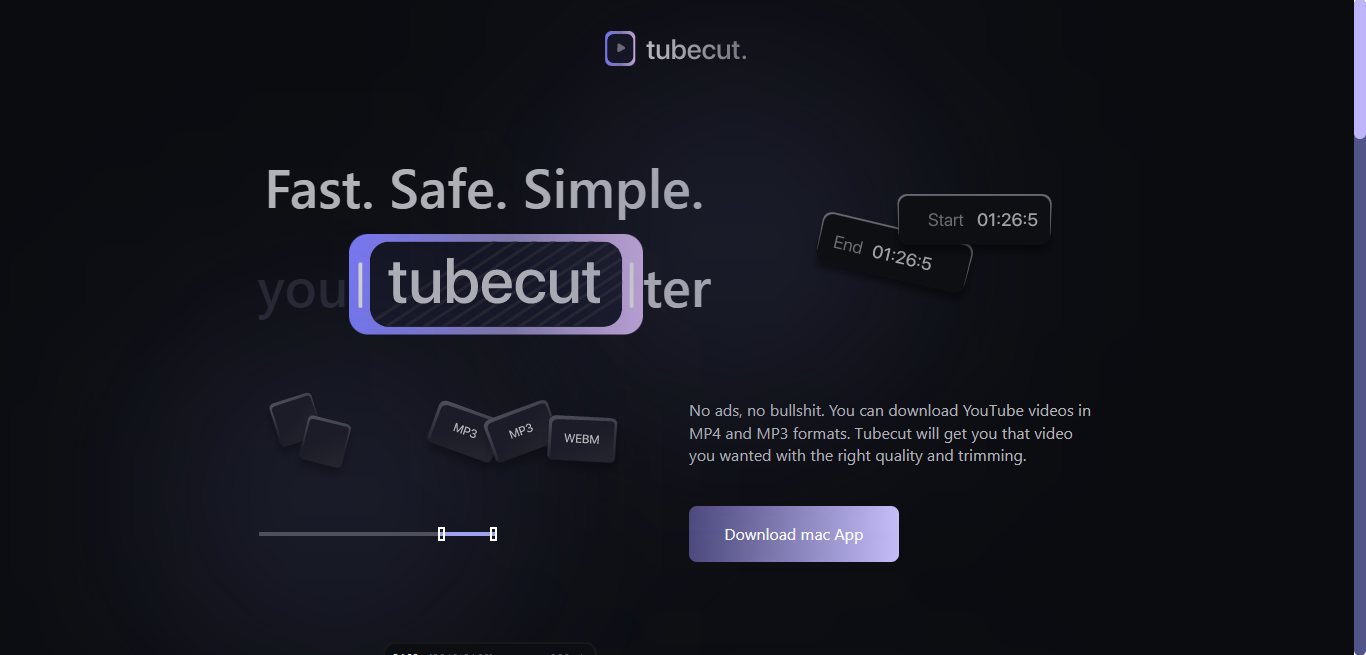 tubecut.
Fast. Safe. Simple.
you tubecut ter
Start 01:26:5
End 01:26:5
MP3
MP3
WEBM
No ads, no bullshit. You can download YouTube videos in
MP4 and MP3 formats. Tubecut will get you that video
you wanted with the right quality and trimming.
Download mac App